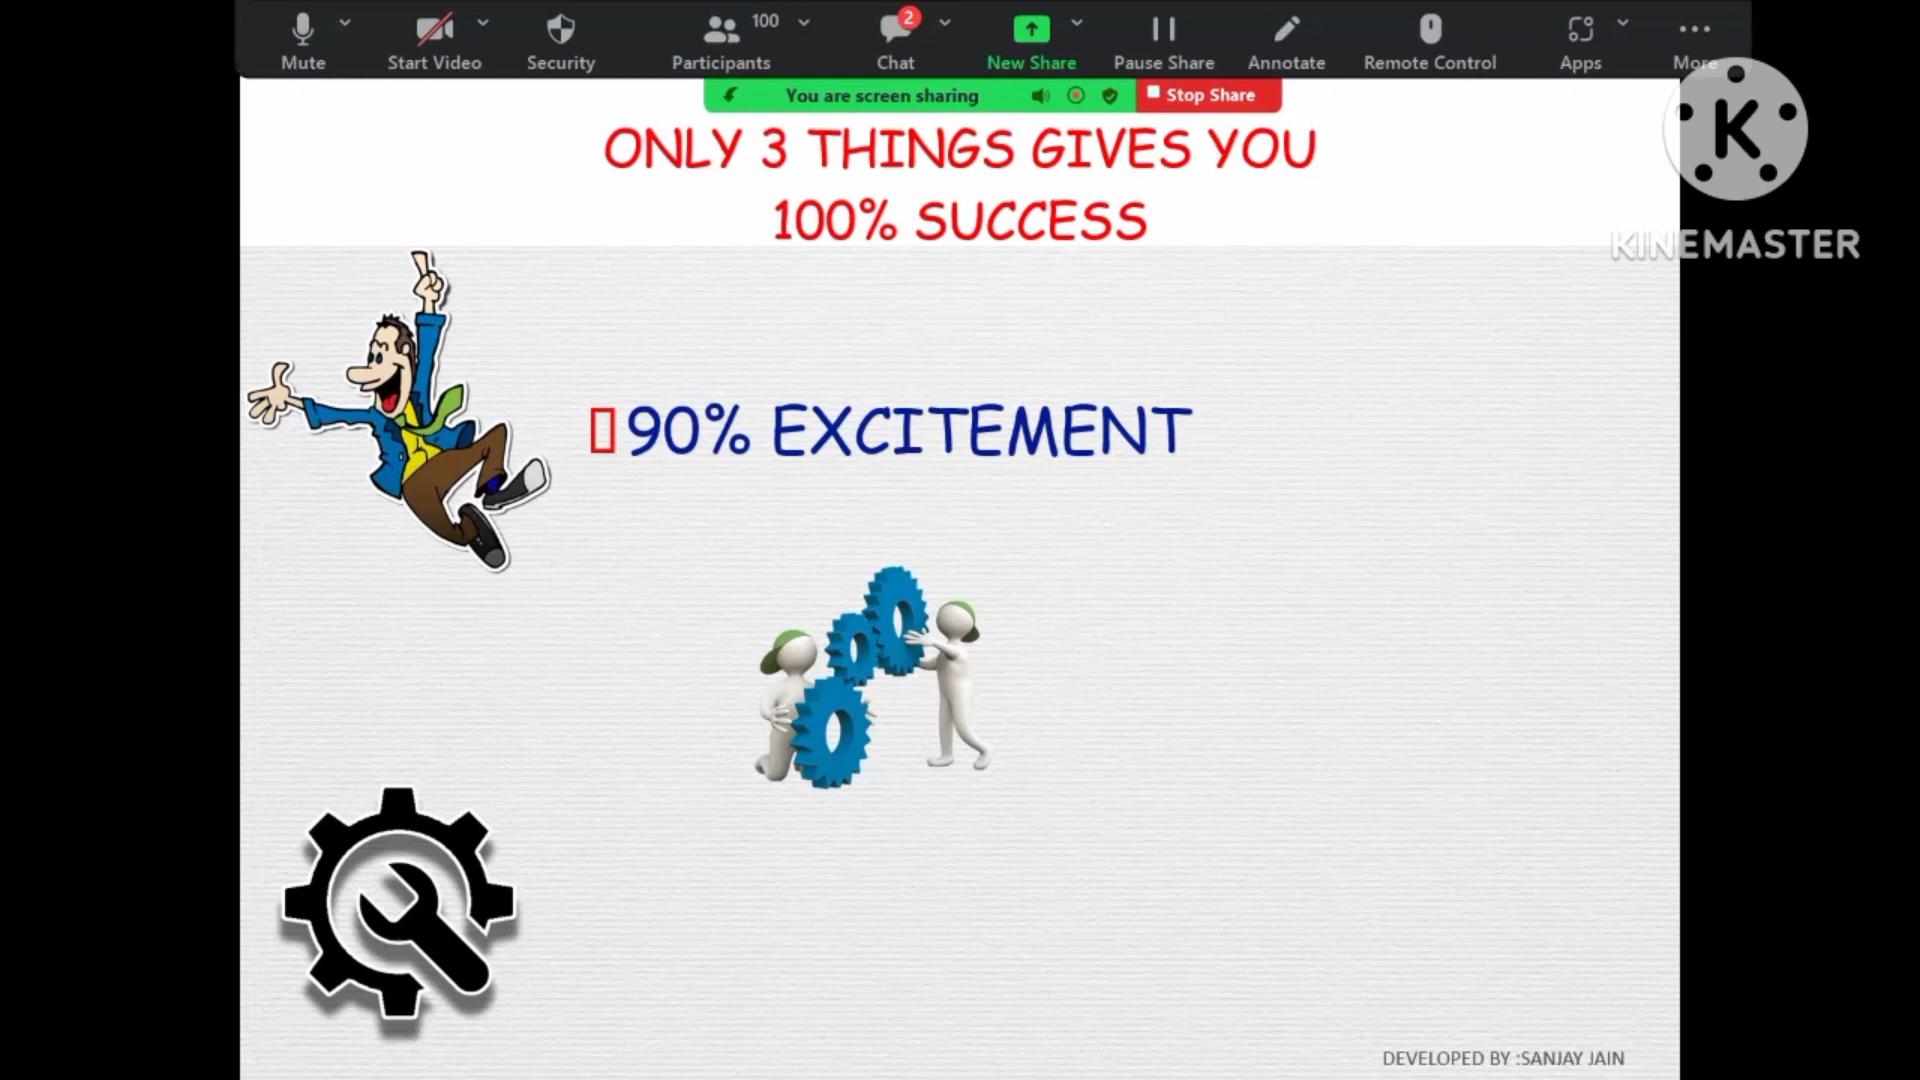 Mute
Start Video
Security
Participants
100
Chat
2
New Share
Pause Share
Annotate
Remote Control
Apps
More
You are screen sharing
Stop Share
K
KINEMASTER
ONLY 3 THINGS GIVES YOU
100% SUCCESS
90% EXCITEMENT
DEVELOPED BY :SANJAY JAIN